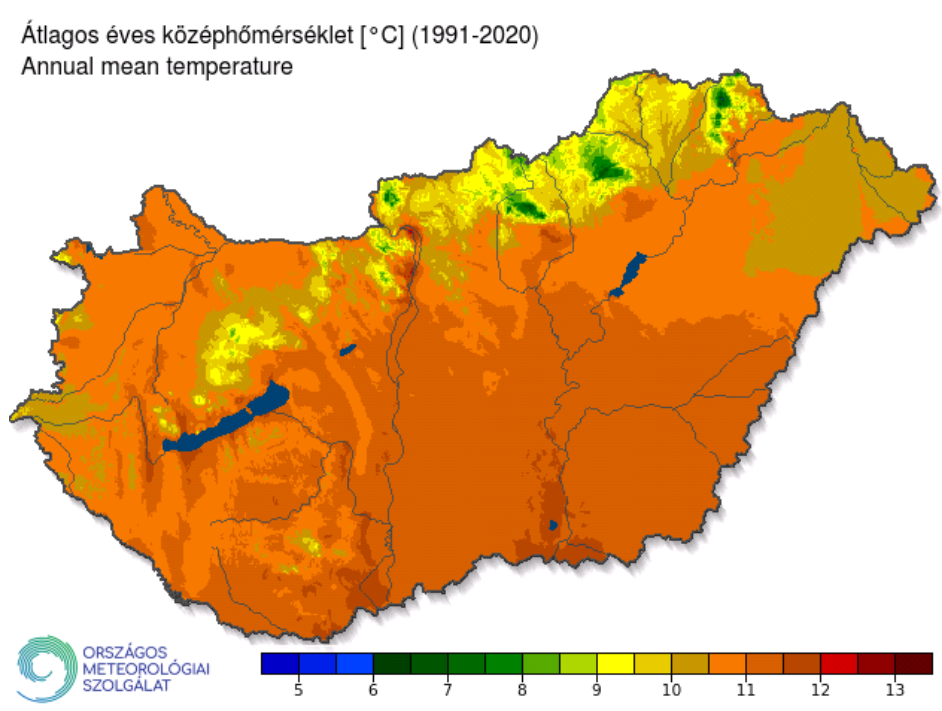 Átlagos éves középhőmérséklet [°C] (1991-2020)
Annual mean temperature
ORSZÁGOS
METEOROLÓGIAI
SZOLGÁLAT
5 6 7 8 9 10 11 12 13